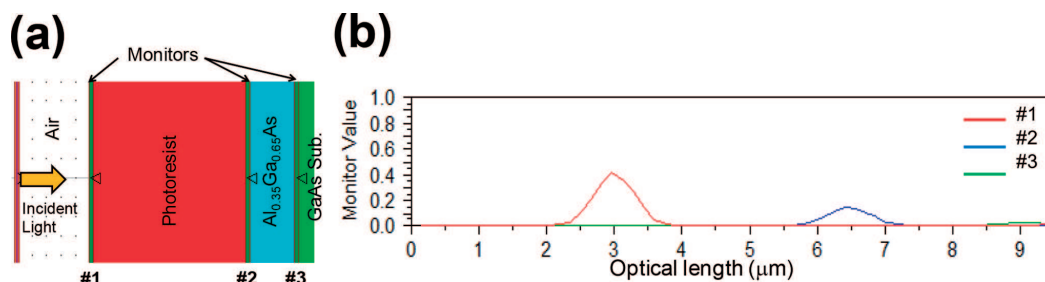 (a)
Monitors
Air
Incident
Light
Photoresist
Al0.35Ga0.65As
GaAs Sub.
#1
#2
#3
(b)
Monitor Value
1.0
0.8
0.6
0.4
0.2
0.0
0 1 2 3 4 5 6 7 8 9
Optical length (μm)
#1
#2
#3